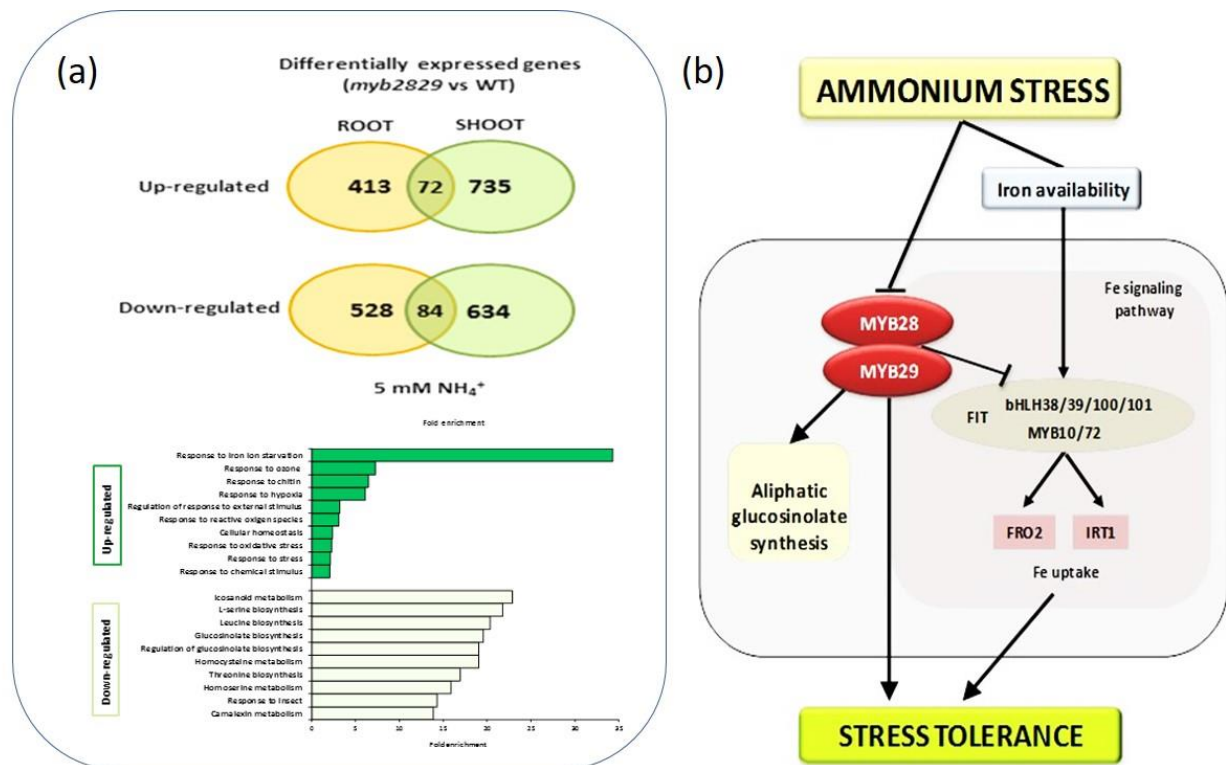 (a)
Differentially expressed genes
(myb2829 vs WT)
ROOT SHOOT
Up-regulated 413 72 735
Down-regulated 528 84 634
5 mM NH₄⁺
Fold enrichment
Up-regulated
Response to iron ion starvation
Response to ozone
Response to chitin
Response to hypoxia
Regulation of response to external stimulus
Response to reactive oxigen species
Cellular homeostasis
Response to oxidative stress
Response to stress
Response to chemical stimulus
Down-regulated
Icosanoid metabolism
L-serine biosynthesis
Leucine biosynthesis
Glucosinolate biosynthesis
Regulation of glucosinolate biosynthesis
Homocysteine metabolism
Threonine biosynthesis
Homoserine metabolism
Response to insect
Camalexin metabolism
0 5 10 15 20 25 30 35
Fold enrichment
(b)
AMMONIUM STRESS
Iron availability
Fe signaling
pathway
MYB28
MYB29
bHLH38/39/100/101
FIT
MYB10/72
Aliphatic
glucosinolate
synthesis
FRO2 IRT1
Fe uptake
STRESS TOLERANCE